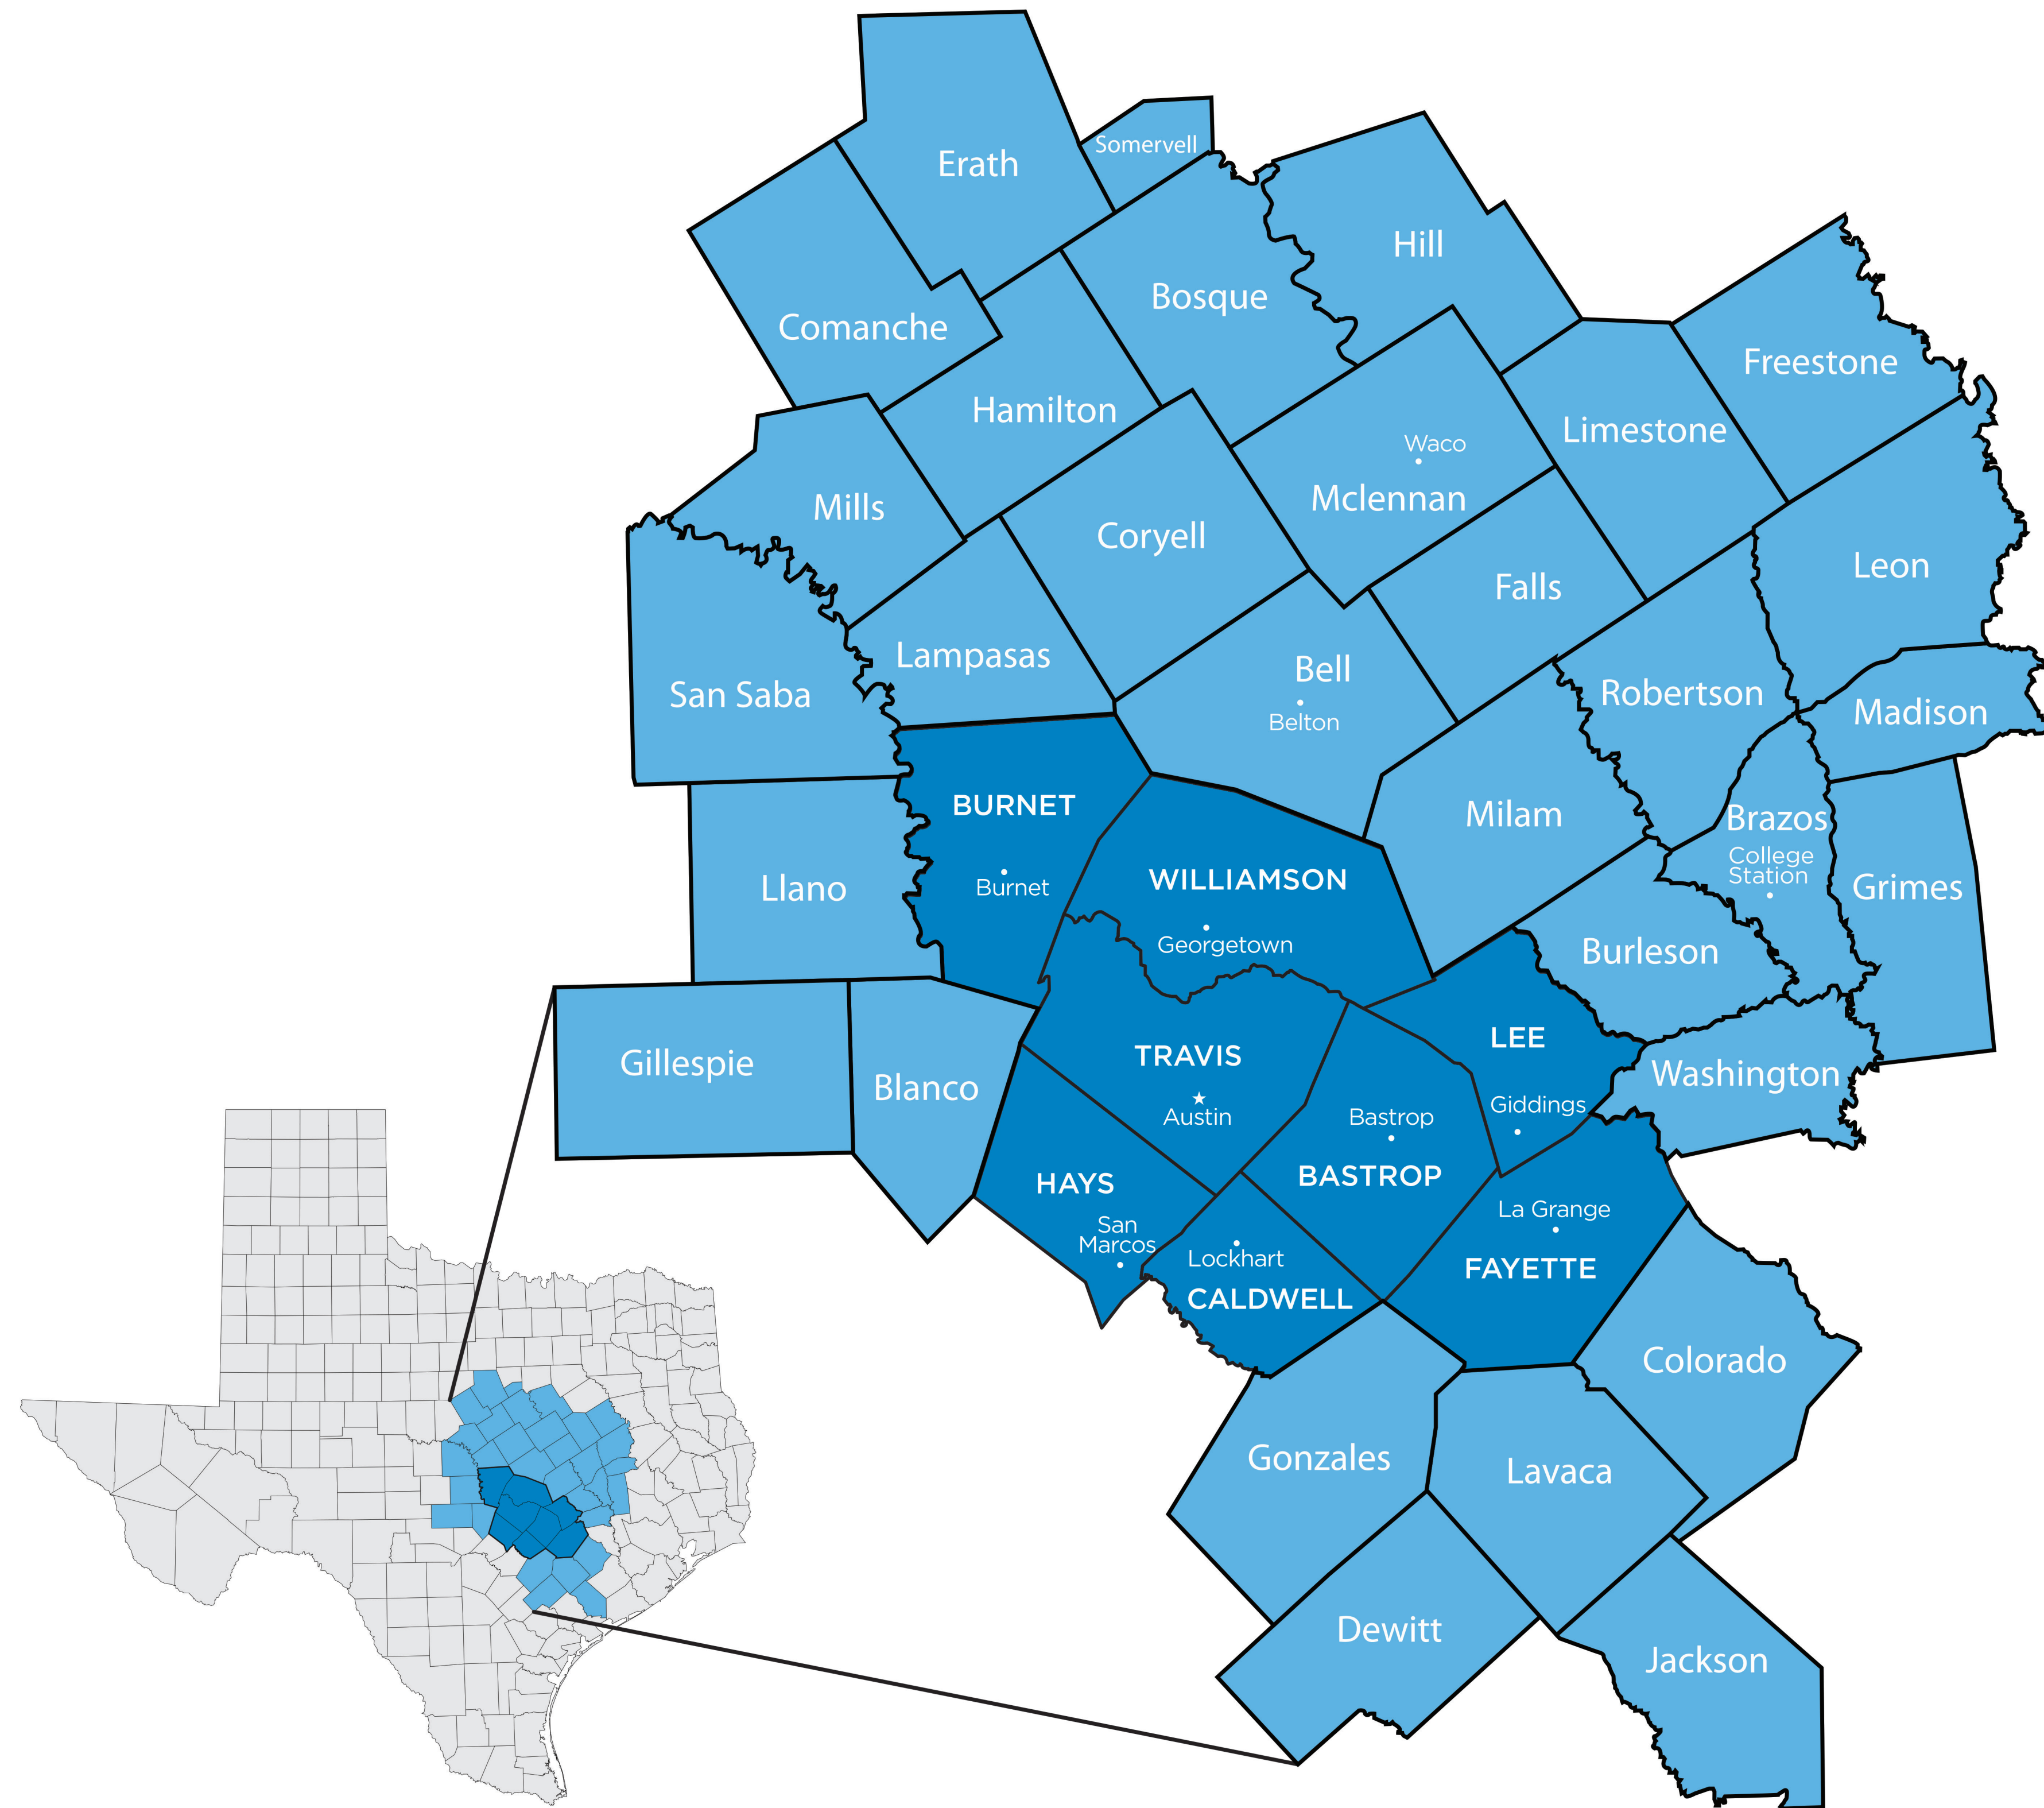 Erath
Somervell
Hill
Bosque
Comanche
Freestone
Hamilton
Limestone
Waco
Mclennan
Mills
Coryell
Leon
Falls
Lampasas
Bell
Belton
San Saba
Robertson
Madison
BURNET
Burnet
Milam
Brazos
College
Station
WILLIAMSON
Georgetown
Llano
Grimes
Burleson
LEE
Giddings
Gillespie
TRAVIS
Austin
Washington
Blanco
Bastrop
BASTROP
HAYS
San
Marcos
La Grange
FAYETTE
Lockhart
CALDWELL
Colorado
Gonzales
Lavaca
Dewitt
Jackson